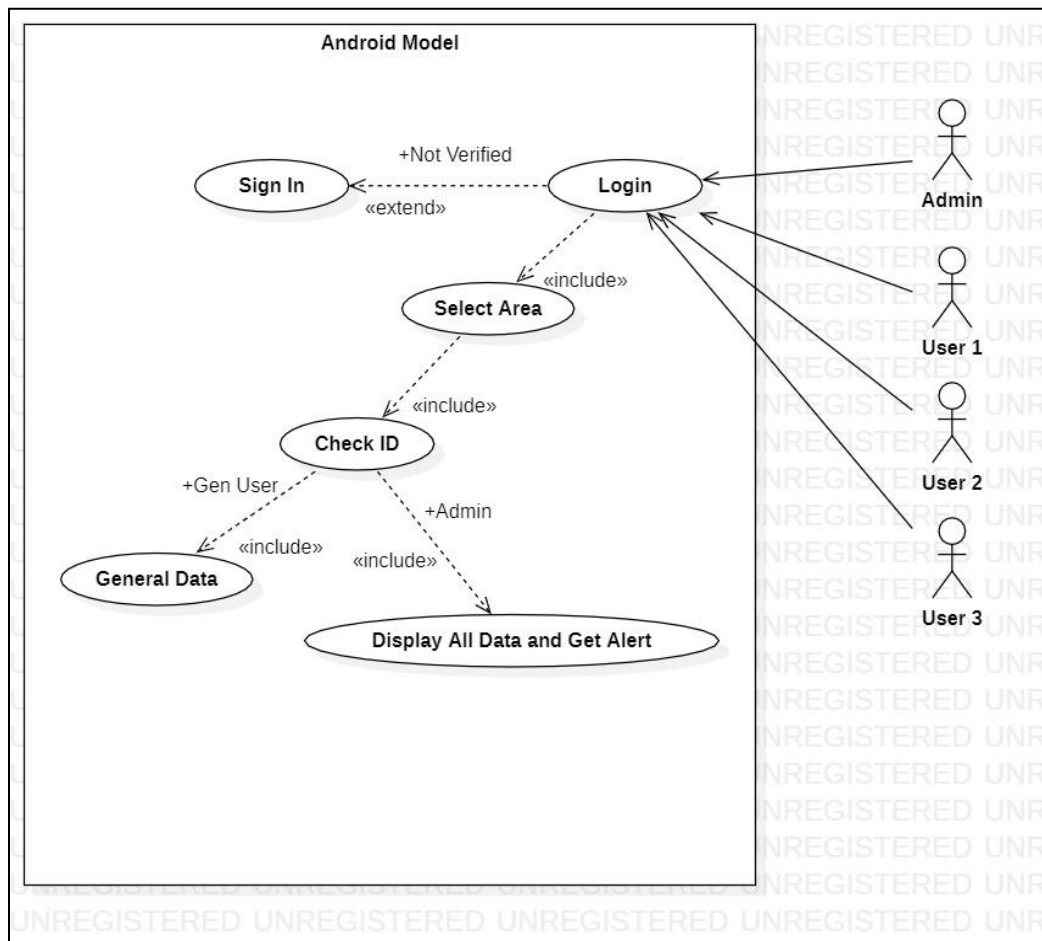 Android Model
+Not Verified
Sign In
Login
«extend»
Admin
«include»
Select Area
User 1
«include»
Check ID
+Gen User
User 2
+Admin
«include»
«include»
General Data
User 3
Display All Data and Get Alert
UNREGISTERED UNREGISTERED UNREGISTERED UNREGISTERED